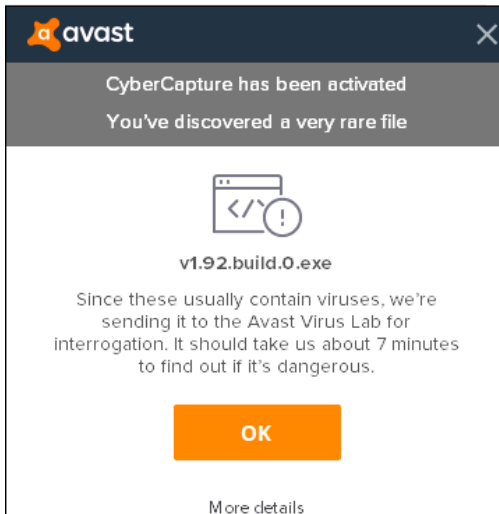 avast
CyberCapture has been activated
You've discovered a very rare file
</>
!
v1.92.build.0.exe
Since these usually contain viruses, we're
sending it to the Avast Virus Lab for
interrogation. It should take us about 7 minutes
to find out if it's dangerous.
OK
More details